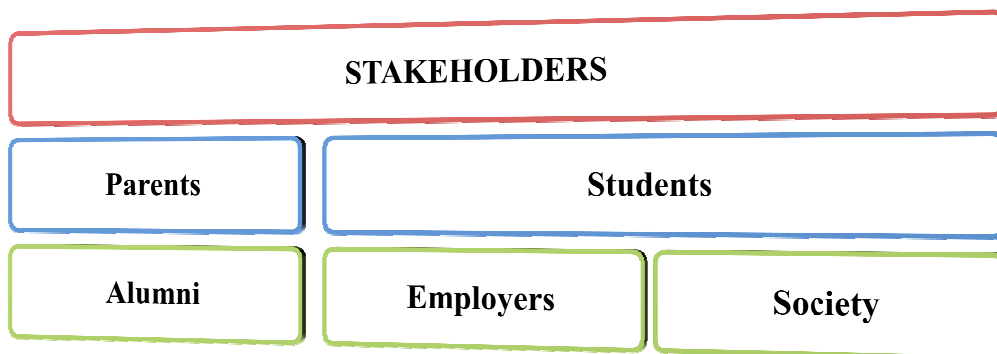 STAKEHOLDERS
Parents
Students
Alumni
Employers
Society